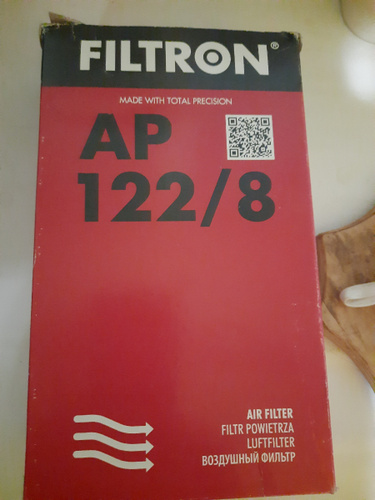 FILTRON®
MADE WITH TOTAL PRECISION
AP
122/8
AIR FILTER
FILTR POWIETRZA
LUFTFILTER
ВОЗДУШНЫЙ ФИЛЬТР